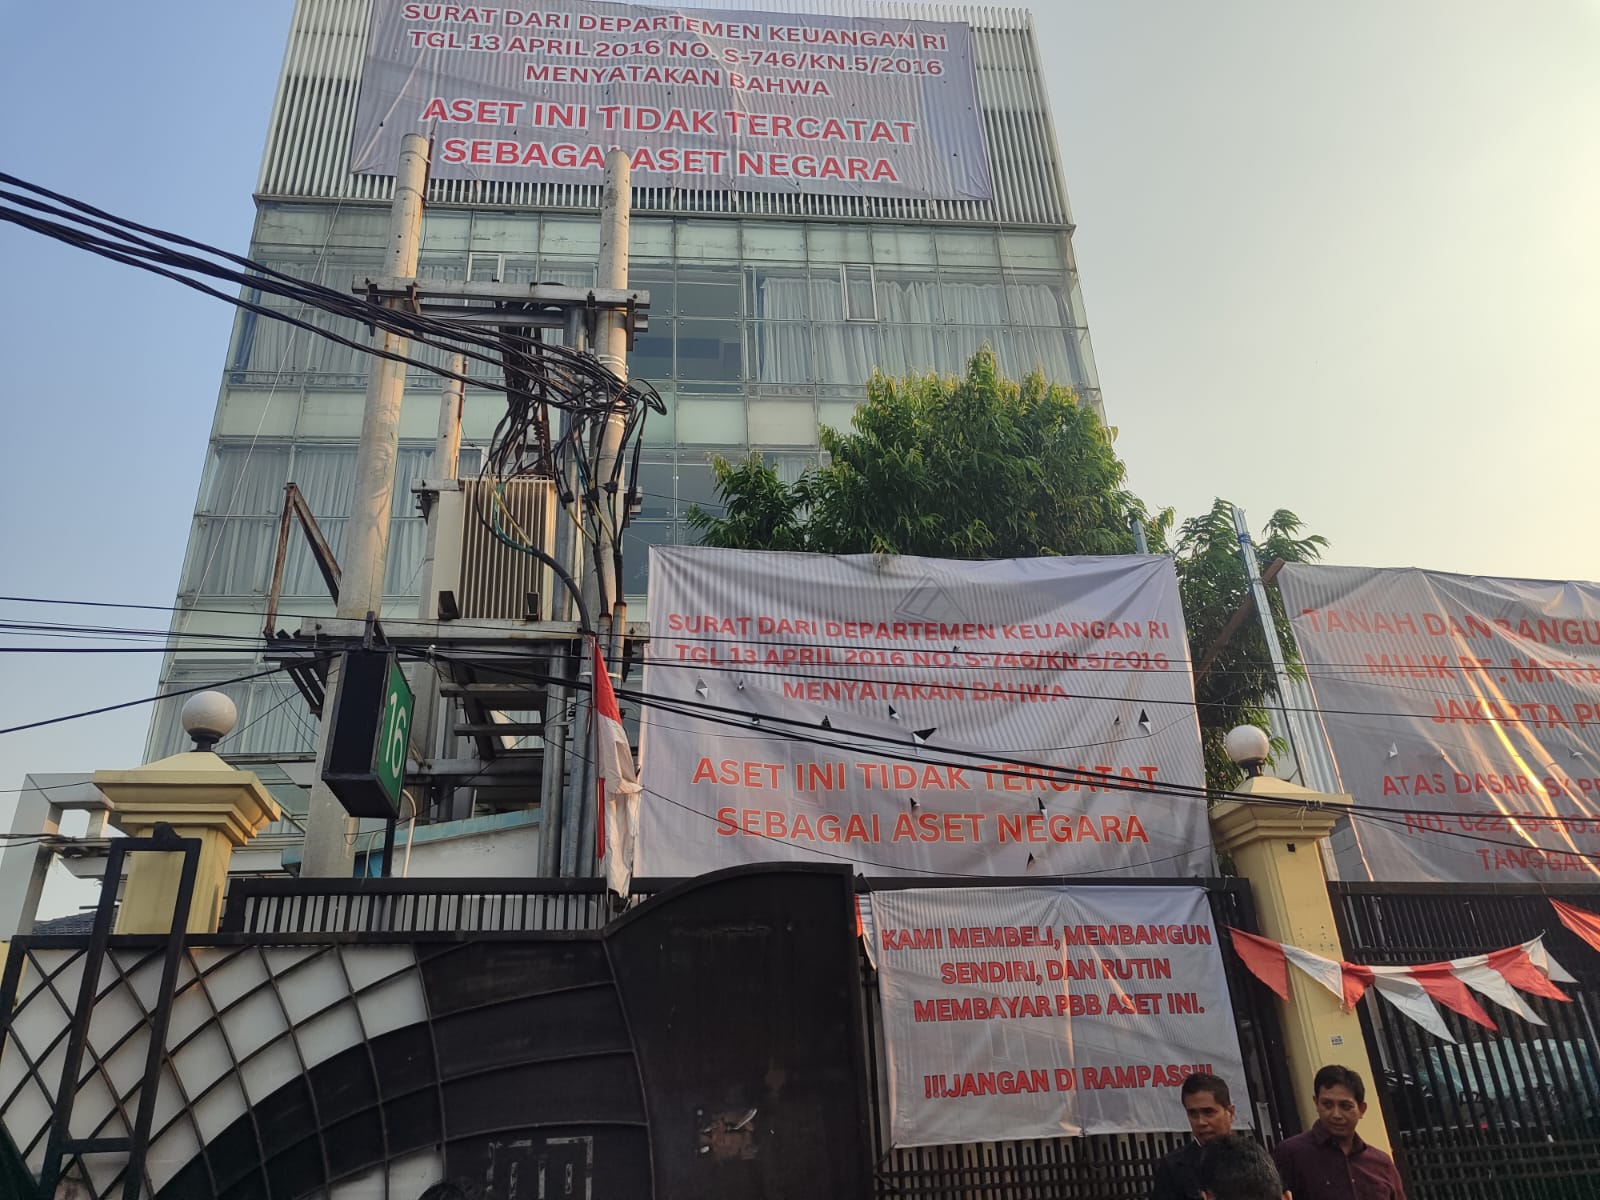 SURAT DARI DEPARTEMEN KEUANGAN RI
TGL 13 APRIL 2016 NO. S-746/KN.5/2016
MENYATAKAN BAHWA
ASET INI TIDAK TERCATAT
SEBAGAI ASET NEGARA
16
SURAT DARI DEPARTEMEN KEUANGAN RI
TGL 13 APRIL 2016 NO. S-746/KN.5/2016
MENYATAKAN BAHWA
ASET INI TIDAK TERCATAT
SEBAGAI ASET NEGARA
TANAH DAN
MILIK PT. MITRA
JAKARTA
ATAS DASAR
NO.
KAMI MEMBELI, MEMBANGUN
SENDIRI, DAN RUTIN
MEMBAYAR PBB ASET INI.
!!!JANGAN DI RAMPASS!!!